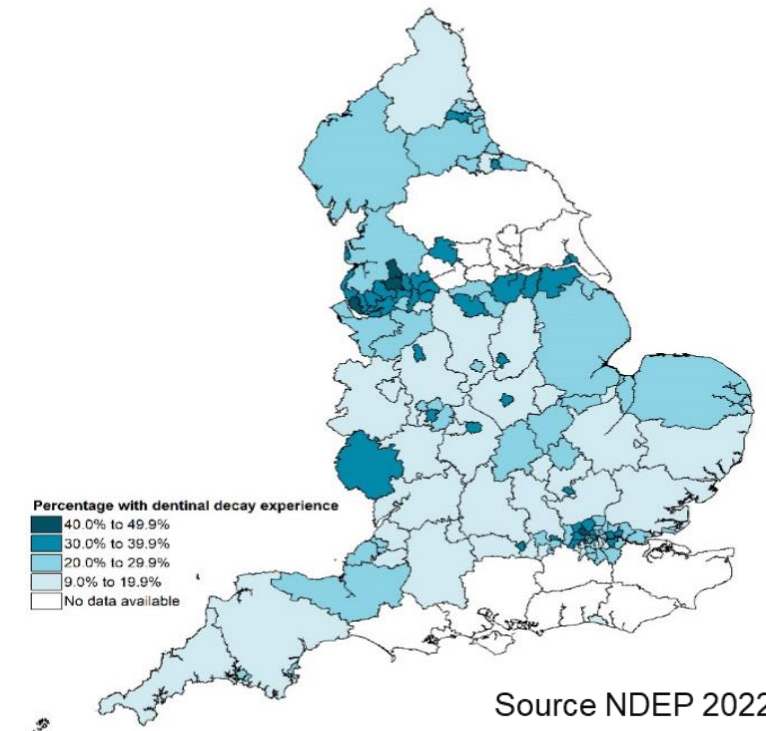 Percentage with dentinal decay experience
40.0% to 49.9%
30.0% to 39.9%
20.0% to 29.9%
9.0% to 19.9%
No data available
Source NDEP 2022